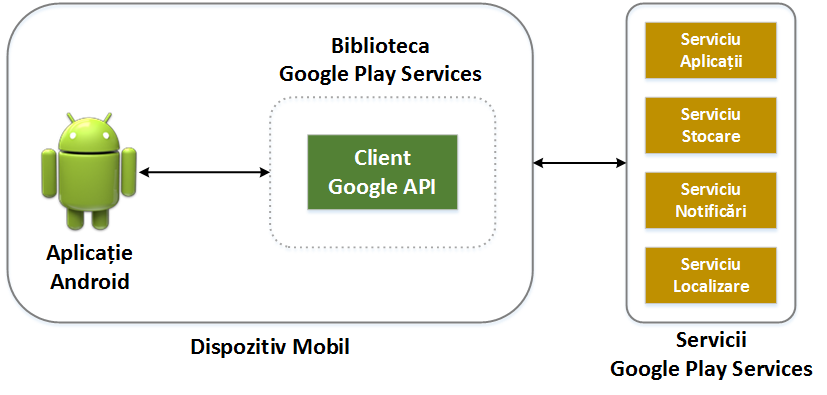 Biblioteca
Google Play Services
Client
Google API
Aplicație
Android
Dispozitiv Mobil
Serviciu
Aplicații
Serviciu
Stocare
Serviciu
Notificări
Serviciu
Localizare
Servicii
Google Play Services